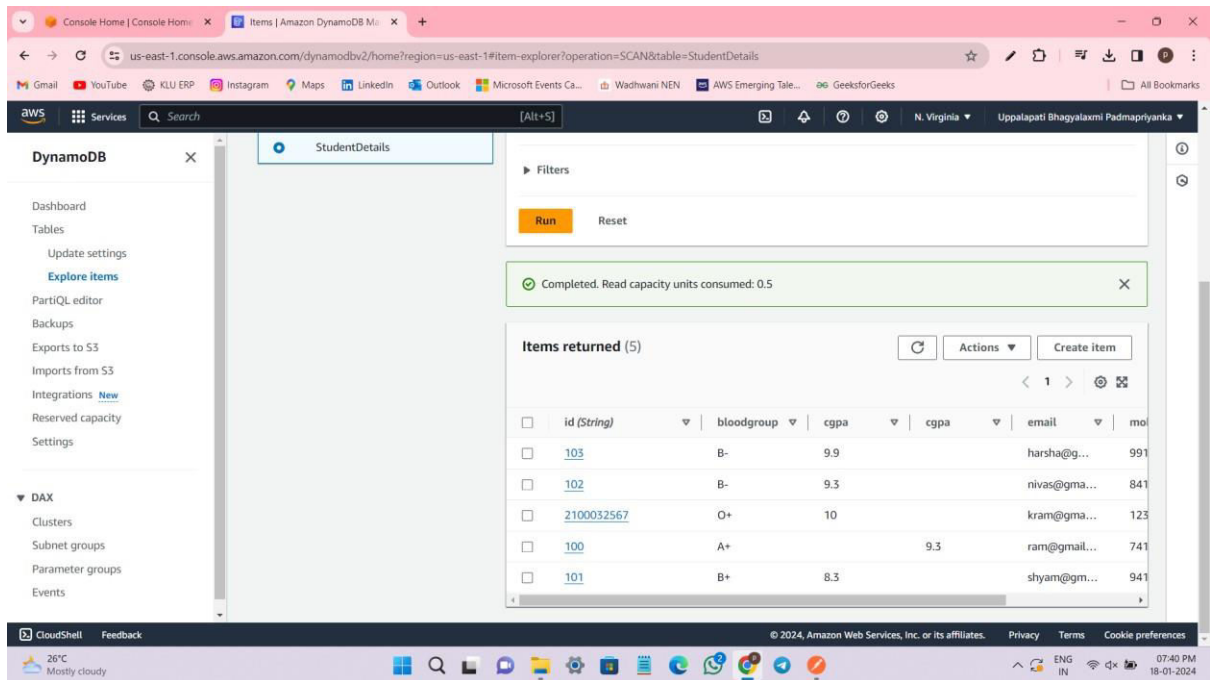 Console Home | Console Home
Items | Amazon DynamoDB Ma
us-east-1.console.aws.amazon.com/dynamodbv2/home?region=us-east-1#item-explorer?operation=SCAN&table=StudentDetails
Gmail YouTube KLU ERP Instagram Maps LinkedIn Outlook Microsoft Events Ca... Wadhwani NEN AWS Emerging Tale... GeeksforGeeks All Bookmarks
aws Services Search [Alt+S] N. Virginia ▼ Uppalapati Bhagyalaxmi Padmapriyanka ▼
DynamoDB
Dashboard
Tables
Update settings
Explore items
PartiQL editor
Backups
Exports to S3
Imports from S3
Integrations New
Reserved capacity
Settings
▼ DAX
Clusters
Subnet groups
Parameter groups
Events
StudentDetails
▶ Filters
Run Reset
Completed. Read capacity units consumed: 0.5
Items returned (5) Actions ▼ Create item
< 1 >
id (String) bloodgroup cgpa cgpa email mol
103 B- 9.9 harsha@g... 991
102 B- 9.3 nivas@gma... 841
2100032567 O+ 10 kram@gma... 123
100 A+ 9.3 ram@gmail... 741
101 B+ 8.3 shyam@gm... 941
CloudShell Feedback © 2024, Amazon Web Services, Inc. or its affiliates. Privacy Terms Cookie preferences
26°C
Mostly cloudy
ENG
IN
07:40 PM
18-01-2024